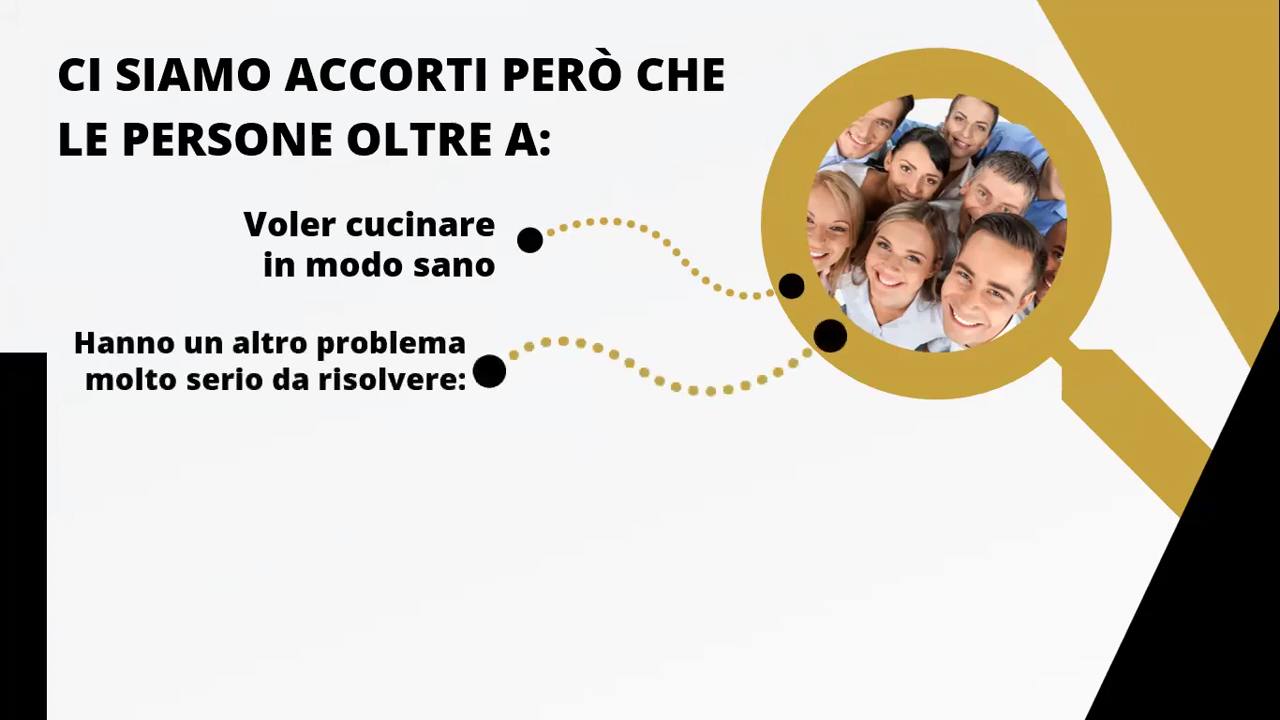 CI SIAMO ACCORTI PERÒ CHE
LE PERSONE OLTRE A:
Voler cucinare
in modo sano
Hanno un altro problema
molto serio da risolvere: